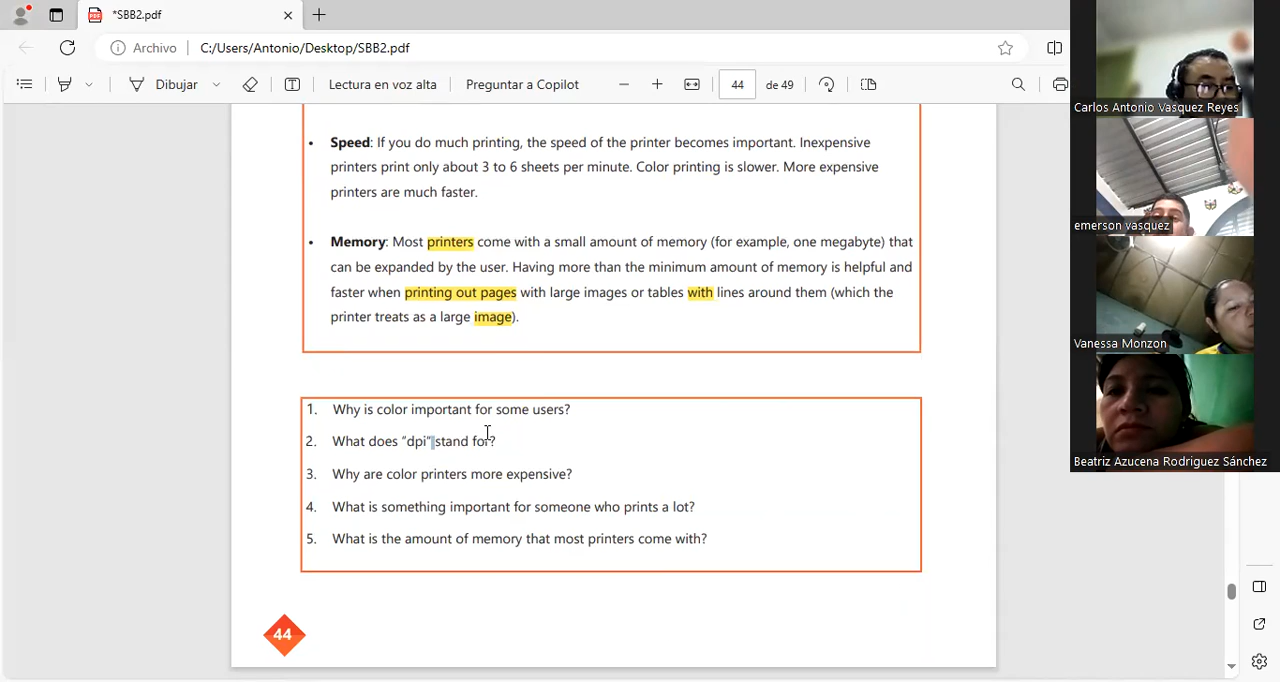 *SBB2.pdf
Archivo
C:/Users/Antonio/Desktop/SBB2.pdf
Dibujar
Lectura en voz alta
Preguntar a Copilot
44
de 49
• Speed: If you do much printing, the speed of the printer becomes important. Inexpensive
printers print only about 3 to 6 sheets per minute. Color printing is slower. More expensive
printers are much faster.
• Memory: Most printers come with a small amount of memory (for example, one megabyte) that
can be expanded by the user. Having more than the minimum amount of memory is helpful and
faster when printing out pages with large images or tables with lines around them (which the
printer treats as a large image).
1. Why is color important for some users?
2. What does “dpi” stand for?
3. Why are color printers more expensive?
4. What is something important for someone who prints a lot?
5. What is the amount of memory that most printers come with?
44
Carlos Antonio Vasquez Reyes
emerson vasquez
Vanessa Monzon
Beatriz Azucena Rodriguez Sánchez